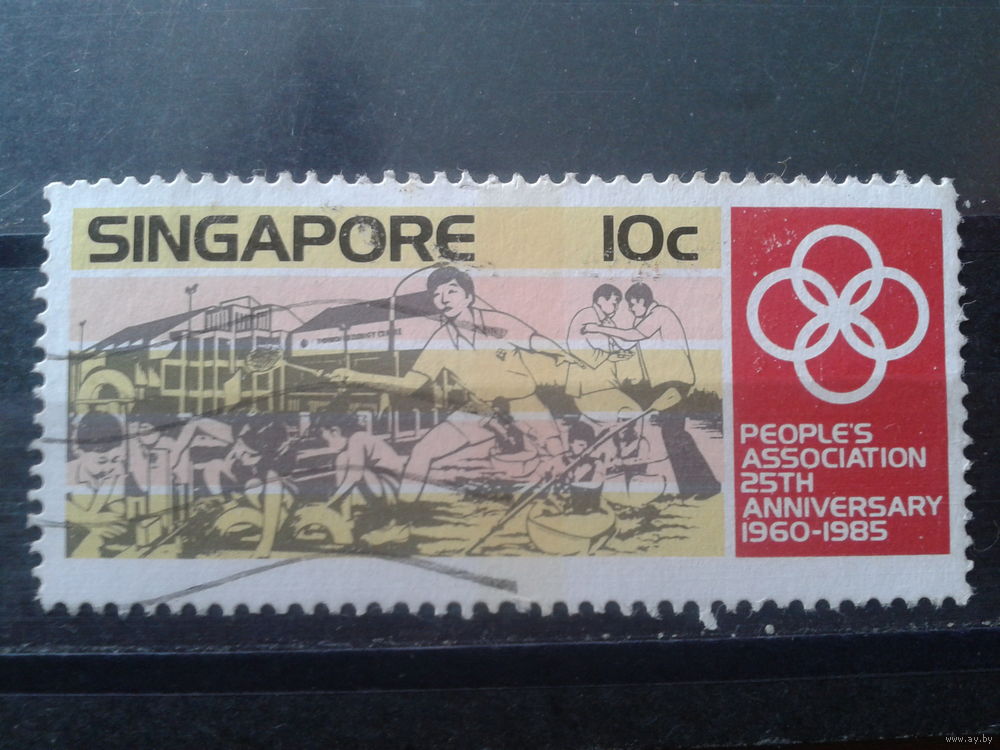 SINGAPORE 10c
PEOPLE'S
ASSOCIATION
25TH
ANNIVERSARY
1960-1985
www.ay.by